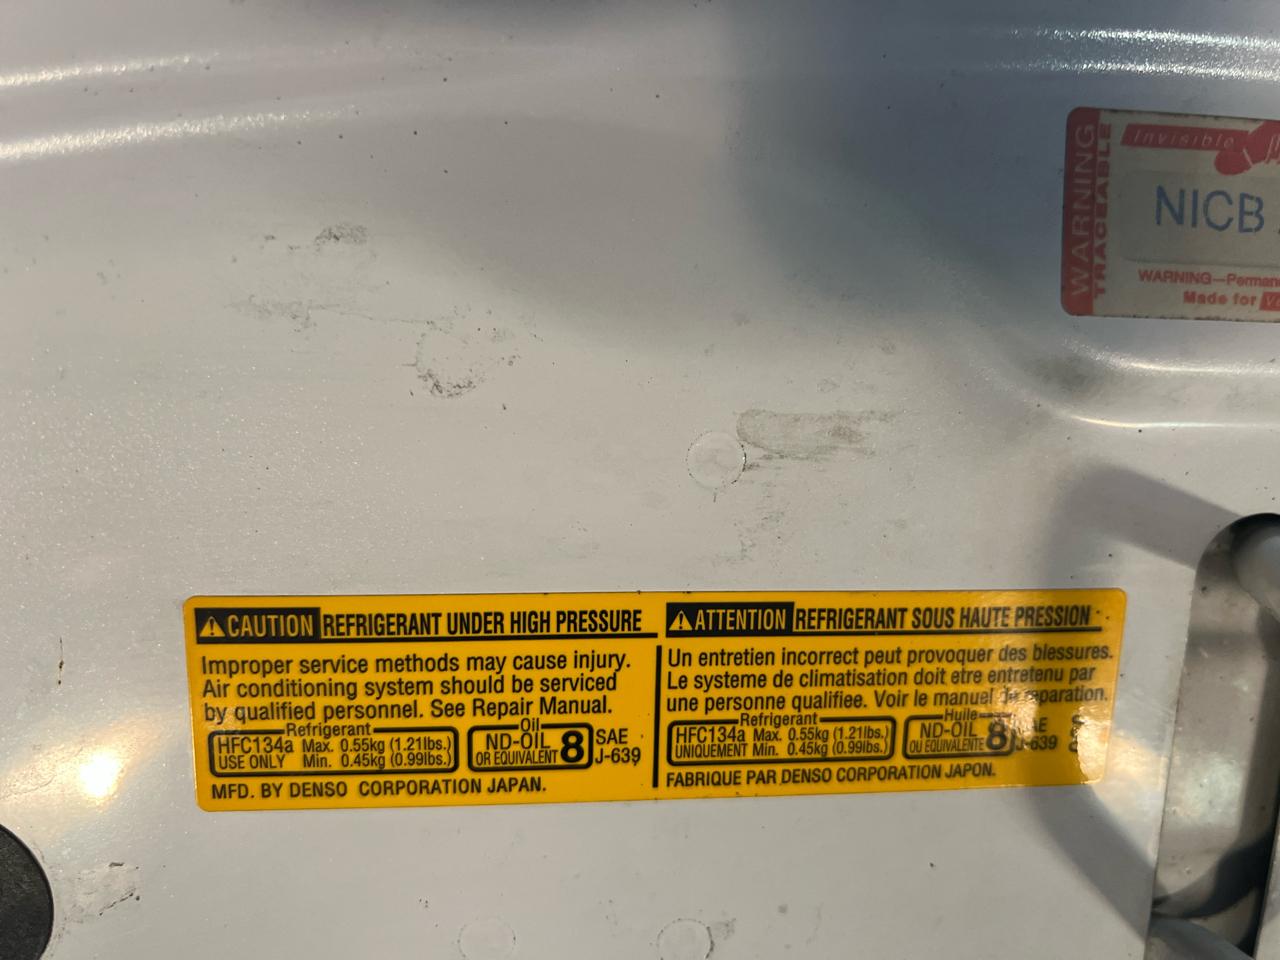 WARNING
TRACEABLE
Invisible
NICB
WARNING—Permane
Made for
CAUTION REFRIGERANT UNDER HIGH PRESSURE
Improper service methods may cause injury.
Air conditioning system should be serviced
by qualified personnel. See Repair Manual.
Refrigerant
HFC134a Max. 0.55kg (1.21lbs.)
USE ONLY Min. 0.45kg (0.99lbs.)
Oil
ND-OIL 8
OR EQUIVALENT
SAE
J-639
MFD. BY DENSO CORPORATION JAPAN.
ATTENTION REFRIGERANT SOUS HAUTE PRESSION
Un entretien incorrect peut provoquer des blessures.
Le systeme de climatisation doit etre entretenu par
une personne qualifiee. Voir le manuel de reparation.
Refrigerant
HFC134a Max. 0.55kg (1.21lbs.)
UNIQUEMENT Min. 0.45kg (0.99lbs.)
Huile
ND-OIL 8
OU EQUIVALENTE
SAE
J-639
FABRIQUE PAR DENSO CORPORATION JAPON.